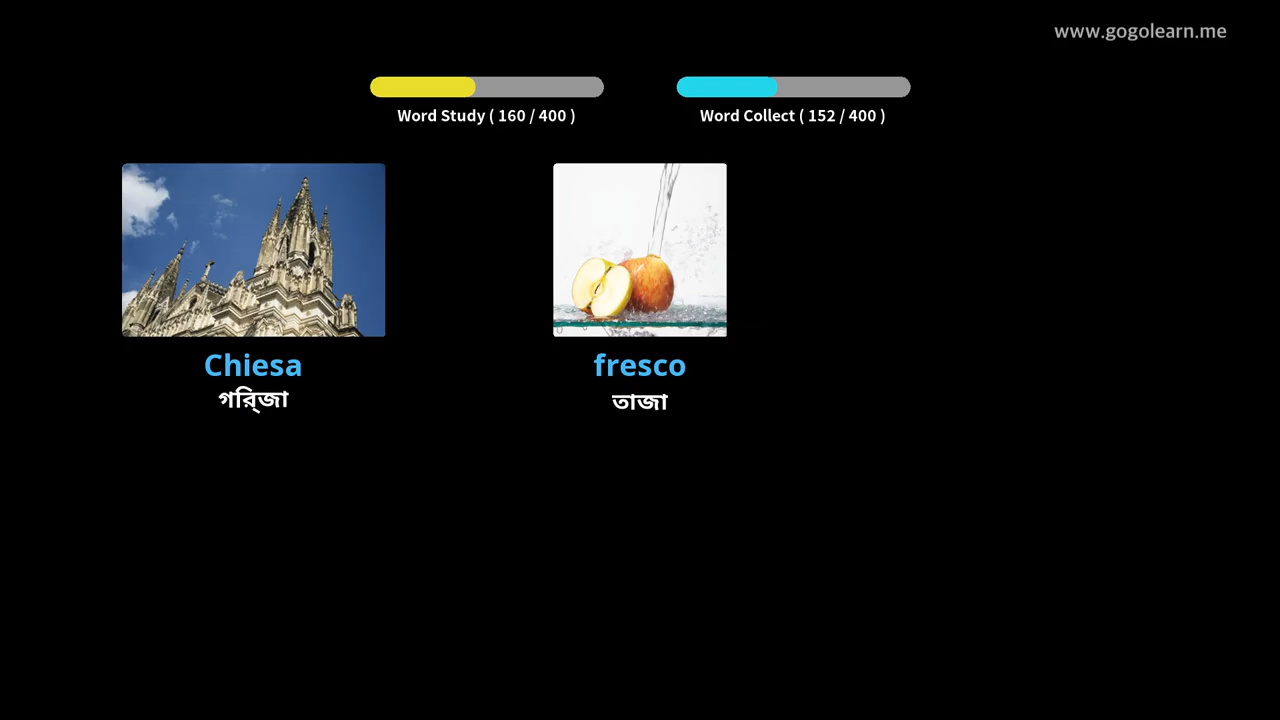 www.gogolearn.me
Word Study ( 160 / 400 )
Word Collect ( 152 / 400 )
Chiesa
fresco
গির্জা
তাজা